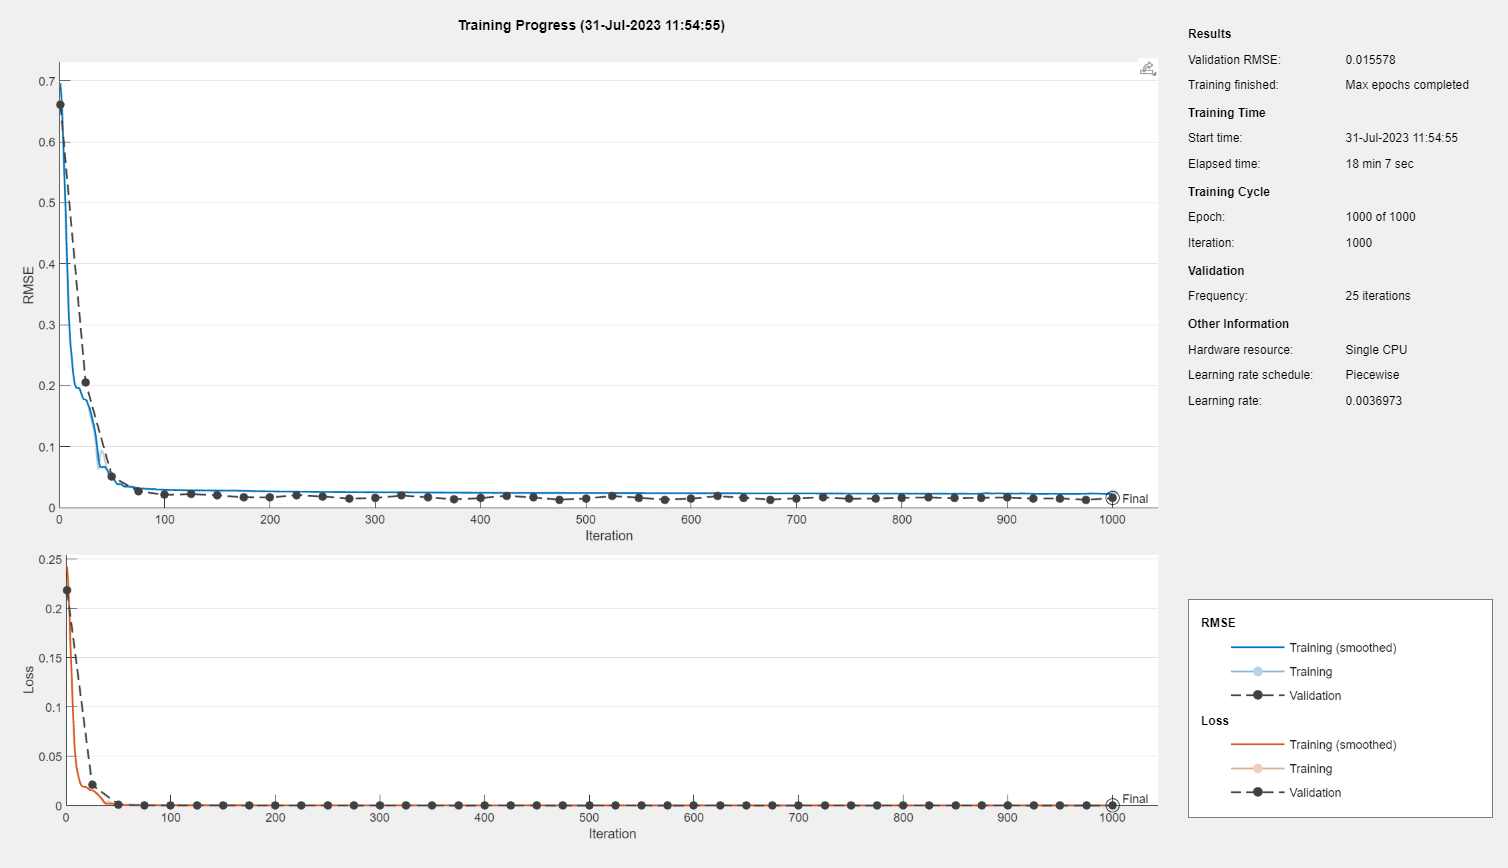 Training Progress (31-Jul-2023 11:54:55)
0.7
0.6
0.5
0.4
0.3
0.2
0.1
0
RMSE
0 100 200 300 400 500 600 700 800 900 1000
Iteration
Final
0.25
0.2
0.15
0.1
0.05
0
Loss
0 100 200 300 400 500 600 700 800 900 1000
Iteration
Final
Results
Validation RMSE: 0.015578
Training finished: Max epochs completed
Training Time
Start time: 31-Jul-2023 11:54:55
Elapsed time: 18 min 7 sec
Training Cycle
Epoch: 1000 of 1000
Iteration: 1000
Validation
Frequency: 25 iterations
Other Information
Hardware resource: Single CPU
Learning rate schedule: Piecewise
Learning rate: 0.0036973
RMSE
Training (smoothed)
Training
Validation
Loss
Training (smoothed)
Training
Validation